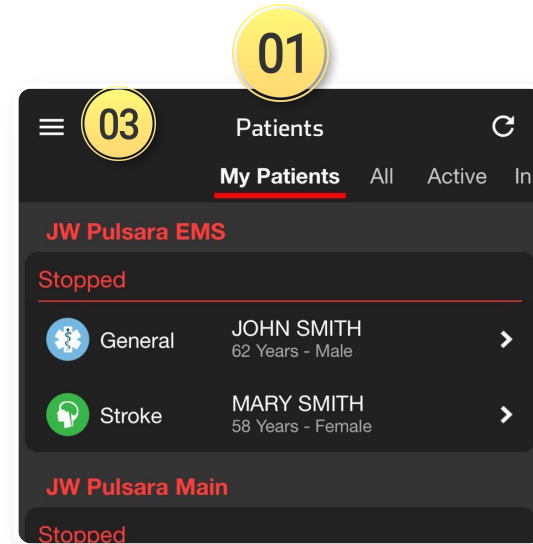 01
03
Patients
My Patients All Active In
JW Pulsara EMS
Stopped
General JOHN SMITH
62 Years - Male
Stroke MARY SMITH
58 Years - Female
JW Pulsara Main
Stopped